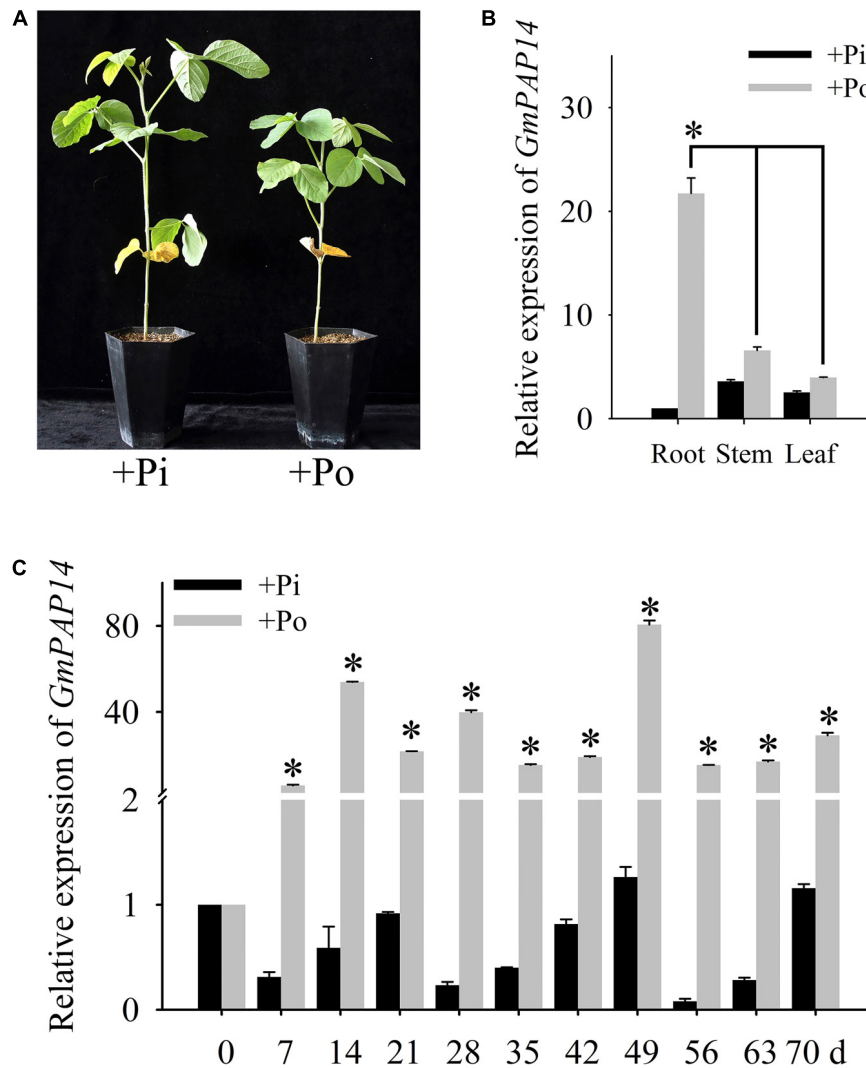 A
+Pi
+Po
B
+Pi
+Po
Relative expression of GmPAP14
30
20
10
0
Root Stem Leaf
*
C
+Pi
+Po
Relative expression of GmPAP14
80
40
2
2
1
0
* * * * * * * * * *
0 7 14 21 28 35 42 49 56 63 70 d